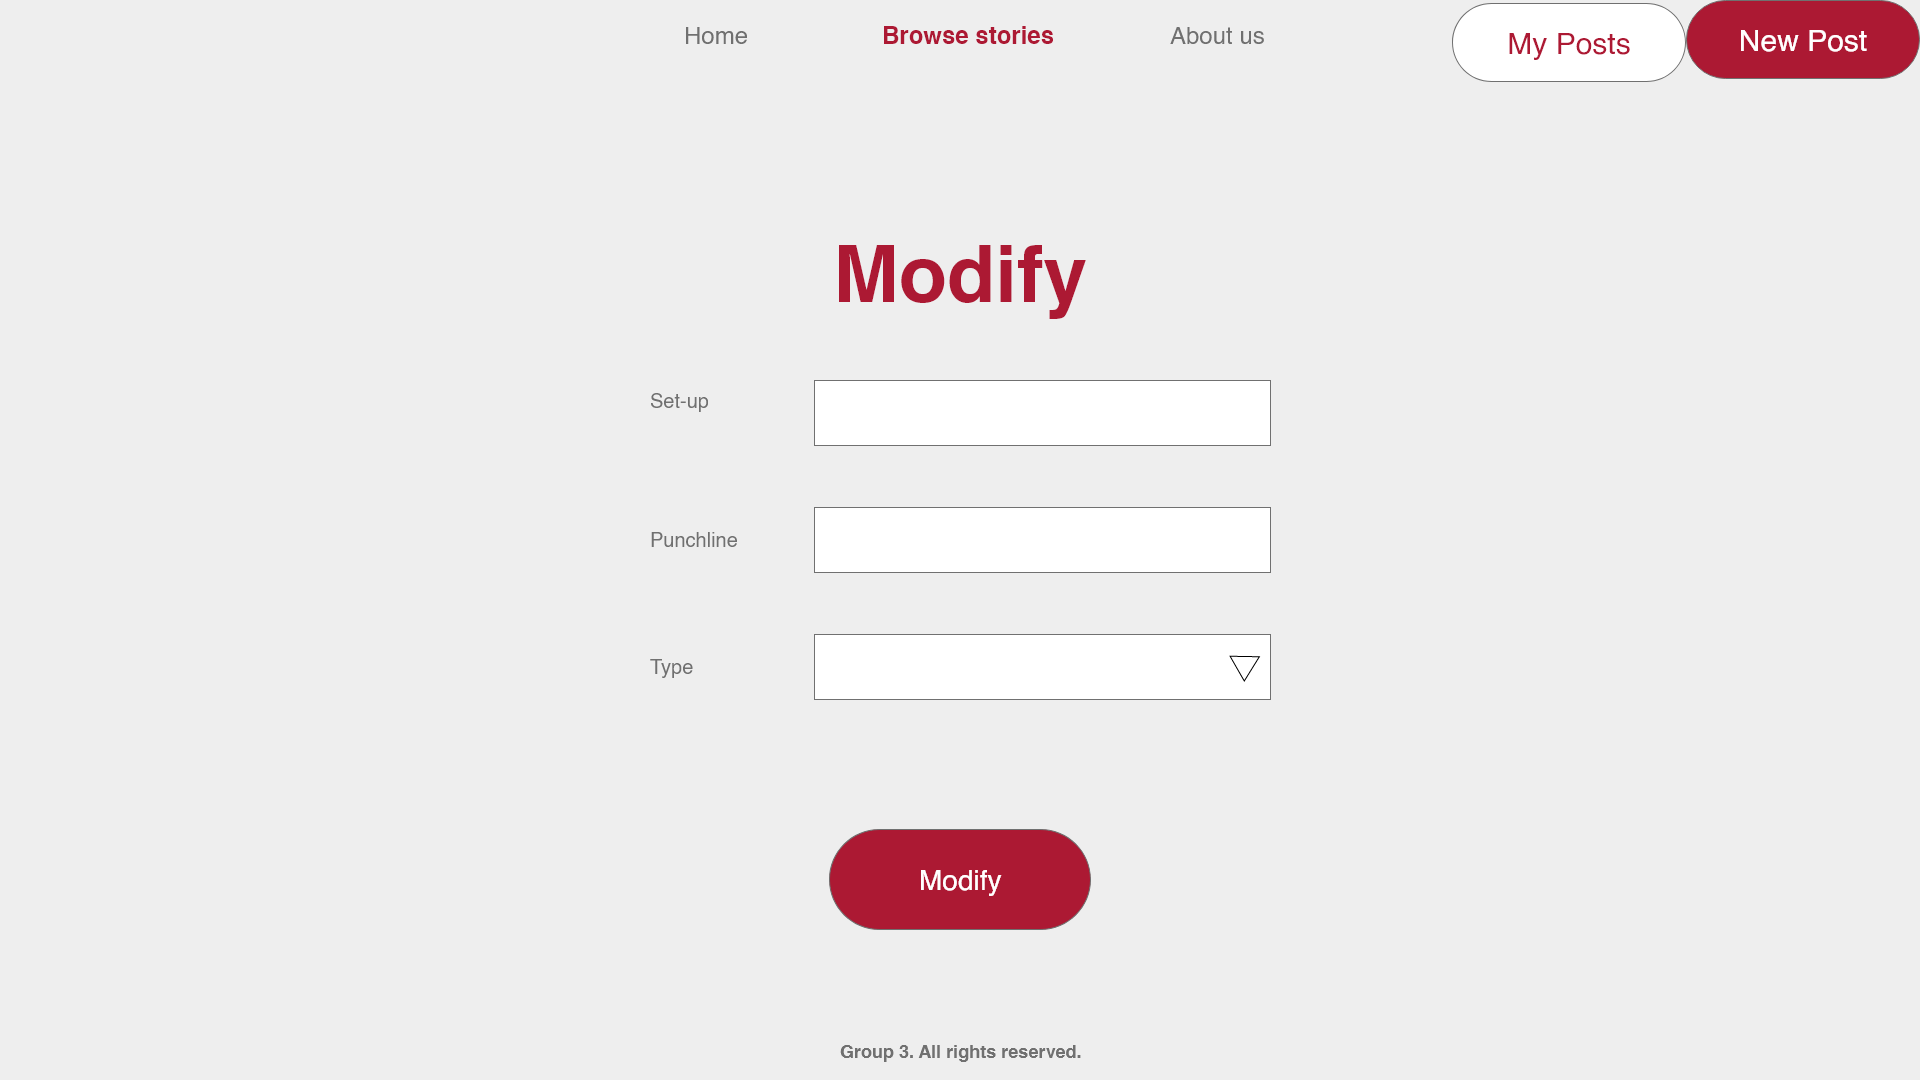 Home Browse stories About us My Posts New Post
Modify
Set-up
Punchline
Type
Modify
Group 3. All rights reserved.